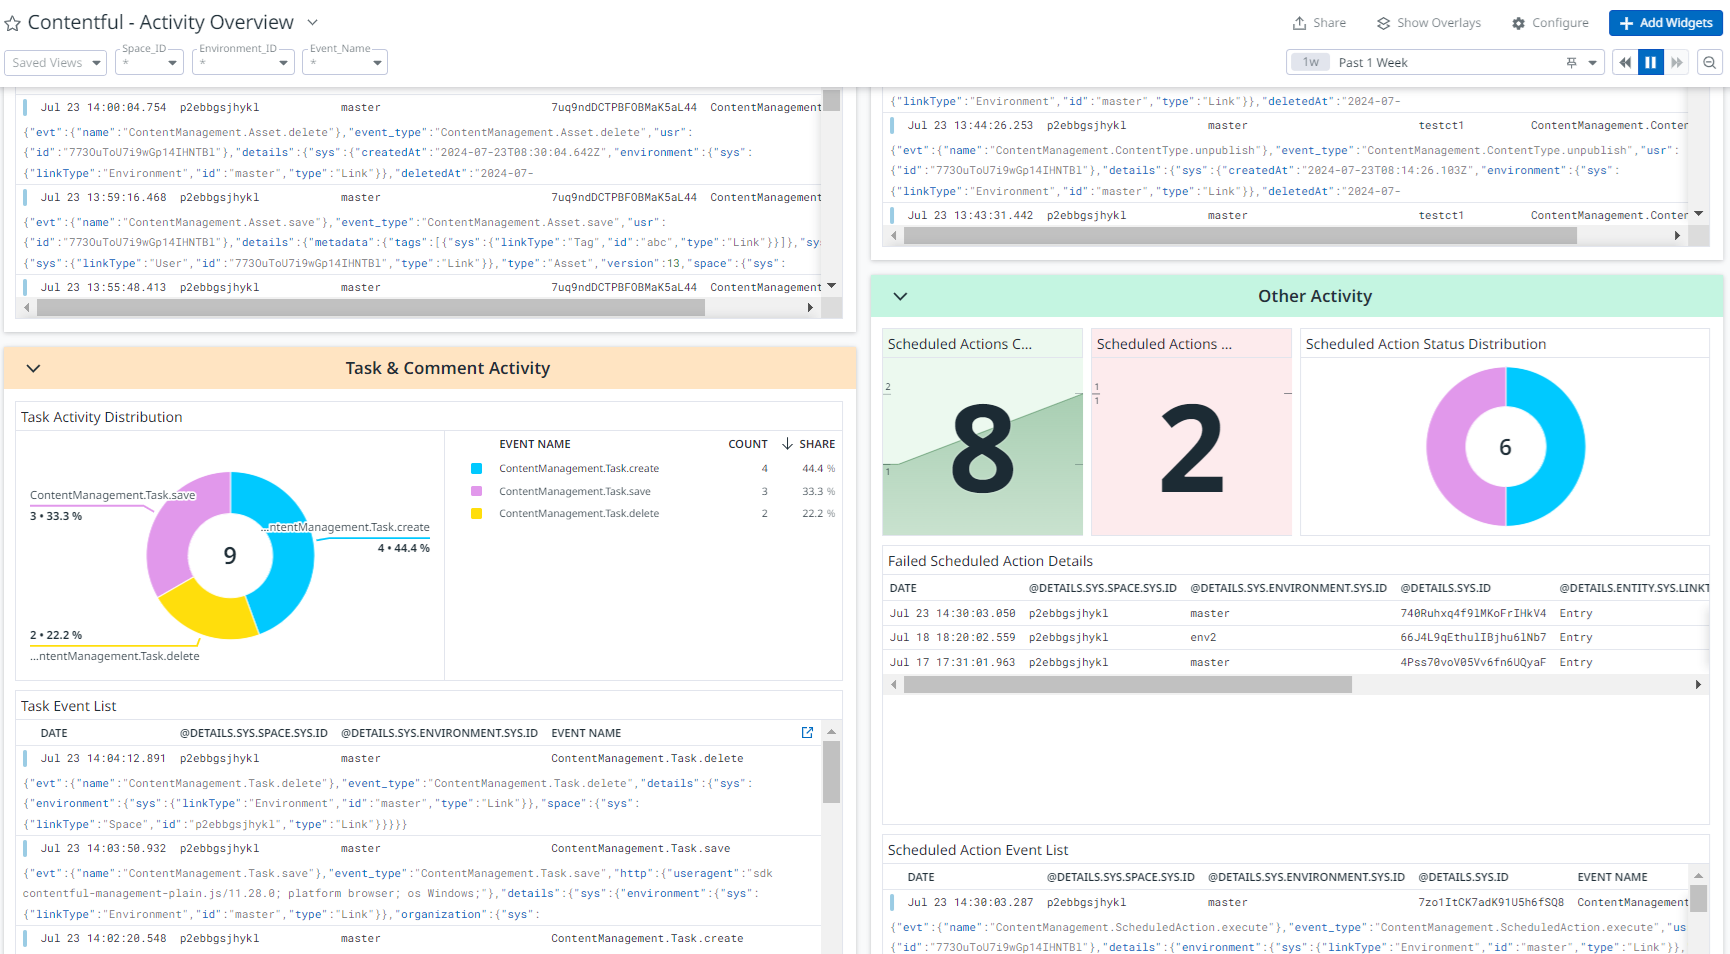 Contentful - Activity Overview
Share
Show Overlays
Configure
Add Widgets
Saved Views
Space_ID
*
Environment_ID
*
Event_Name
*
1w
Past 1 Week
Jul 23 14:00:04.754 p2ebbgsjhykl master 7uq9ndDCTPBFOBMaK5aL44 ContentManagement
{"evt":{"name":"ContentManagement.Asset.delete"},"event_type":"ContentManagement.Asset.delete","usr":
{"id":"773OuToU7i9wGp14IHNTBl"},"details":{"sys":{"createdAt":"2024-07-23T08:30:04.642Z","environment":{"sys":
{"linkType":"Environment","id":"master","type":"Link"}},"deletedAt":"2024-07-
Jul 23 13:59:16.468 p2ebbgsjhykl master 7uq9ndDCTPBFOBMaK5aL44 ContentManagement
{"evt":{"name":"ContentManagement.Asset.save"},"event_type":"ContentManagement.Asset.save","usr":
{"id":"773OuToU7i9wGp14IHNTBl"},"details":{"metadata":{"tags":[{"sys":{"linkType":"Tag","id":"abc","type":"Link"}}]},"sys
{"sys":{"linkType":"User","id":"773OuToU7i9wGp14IHNTBl","type":"Link"}},"type":"Asset","version":13,"space":{"sys":
Jul 23 13:55:48.413 p2ebbgsjhykl master 7uq9ndDCTPBFOBMaK5aL44 ContentManagement
Task & Comment Activity
Task Activity Distribution
ContentManagement.Task.save
3 • 33.3 %
...ntentManagement.Task.create
4 • 44.4 %
9
2 • 22.2 %
...ntentManagement.Task.delete
EVENT NAME COUNT SHARE
ContentManagement.Task.create 4 44.4 %
ContentManagement.Task.save 3 33.3 %
ContentManagement.Task.delete 2 22.2 %
Task Event List
DATE @DETAILS.SYS.SPACE.SYS.ID @DETAILS.SYS.ENVIRONMENT.SYS.ID EVENT NAME
Jul 23 14:04:12.891 p2ebbgsjhykl master ContentManagement.Task.delete
{"evt":{"name":"ContentManagement.Task.delete"},"event_type":"ContentManagement.Task.delete","details":{"sys":
{"environment":{"sys":{"linkType":"Environment","id":"master","type":"Link"}},"space":{"sys":
{"linkType":"Space","id":"p2ebbgsjhykl","type":"Link"}}}}}
Jul 23 14:03:50.932 p2ebbgsjhykl master ContentManagement.Task.save
{"evt":{"name":"ContentManagement.Task.save"},"event_type":"ContentManagement.Task.save","http":{"useragent":"sdk
contentful-management-plain.js/11.28.0; platform browser; os Windows;"},"details":{"sys":{"environment":{"sys":
{"linkType":"Environment","id":"master","type":"Link"}},"organization":{"sys":
Jul 23 14:02:20.548 p2ebbgsjhykl master ContentManagement.Task.create
{"linkType":"Environment","id":"master","type":"Link"}},"deletedAt":"2024-07-
Jul 23 13:44:26.253 p2ebbgsjhykl master testct1 ContentManagement.Conter
{"evt":{"name":"ContentManagement.ContentType.unpublish"},"event_type":"ContentManagement.ContentType.unpublish","usr":
{"id":"773OuToU7i9wGp14IHNTBl"},"details":{"sys":{"createdAt":"2024-07-23T08:14:26.103Z","environment":{"sys":
{"linkType":"Environment","id":"master","type":"Link"}},"deletedAt":"2024-07-
Jul 23 13:43:31.442 p2ebbgsjhykl master testct1 ContentManagement.Conter
Other Activity
Scheduled Actions C...
2
1
8
Scheduled Actions ...
1
1
2
Scheduled Action Status Distribution
6
Failed Scheduled Action Details
DATE @DETAILS.SYS.SPACE.SYS.ID @DETAILS.SYS.ENVIRONMENT.SYS.ID @DETAILS.SYS.ID @DETAILS.ENTITY.SYS.LINKT
Jul 23 14:30:03.050 p2ebbgsjhykl master 740Ruhxq4f9lMKoFrIHkV4 Entry
Jul 18 18:20:02.559 p2ebbgsjhykl env2 66J4L9qEthulIBjhu6lNb7 Entry
Jul 17 17:31:01.963 p2ebbgsjhykl master 4Pss70voV05Vv6fn6UQyaF Entry
Scheduled Action Event List
DATE @DETAILS.SYS.SPACE.SYS.ID @DETAILS.SYS.ENVIRONMENT.SYS.ID @DETAILS.SYS.ID EVENT NAME
Jul 23 14:30:03.287 p2ebbgsjhykl master 7zo1ItCK7adK91U5h6fSQ8 ContentManagement
{"evt":{"name":"ContentManagement.ScheduledAction.execute"},"event_type":"ContentManagement.ScheduledAction.execute","us
{"id":"773OuToU7i9wGp14IHNTBl"},"details":{"environment":{"sys":{"linkType":"Environment","id":"master","type":"Link"}},